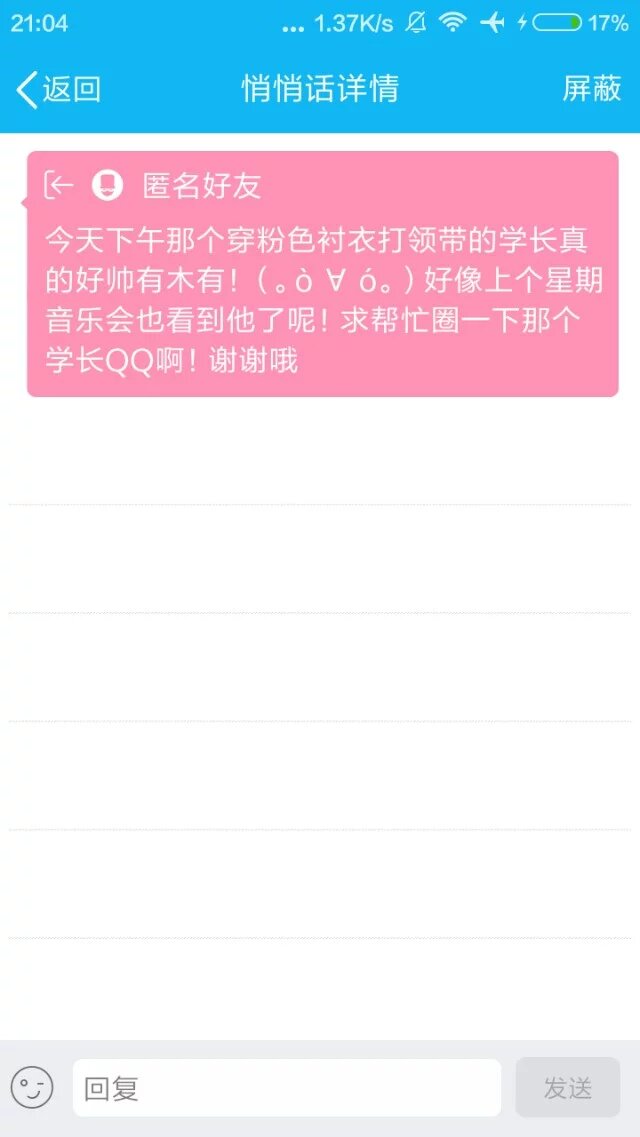 21:04
... 1.37K/s
17%
返回
悄悄话详情
屏蔽
匿名好友
今天下午那个穿粉色衬衣打领带的学长真
的好帅有木有！（。ò ∀ ó。）好像上个星期
音乐会也看到他了呢！求帮忙圈一下那个
学长QQ啊！谢谢哦
回复
发送